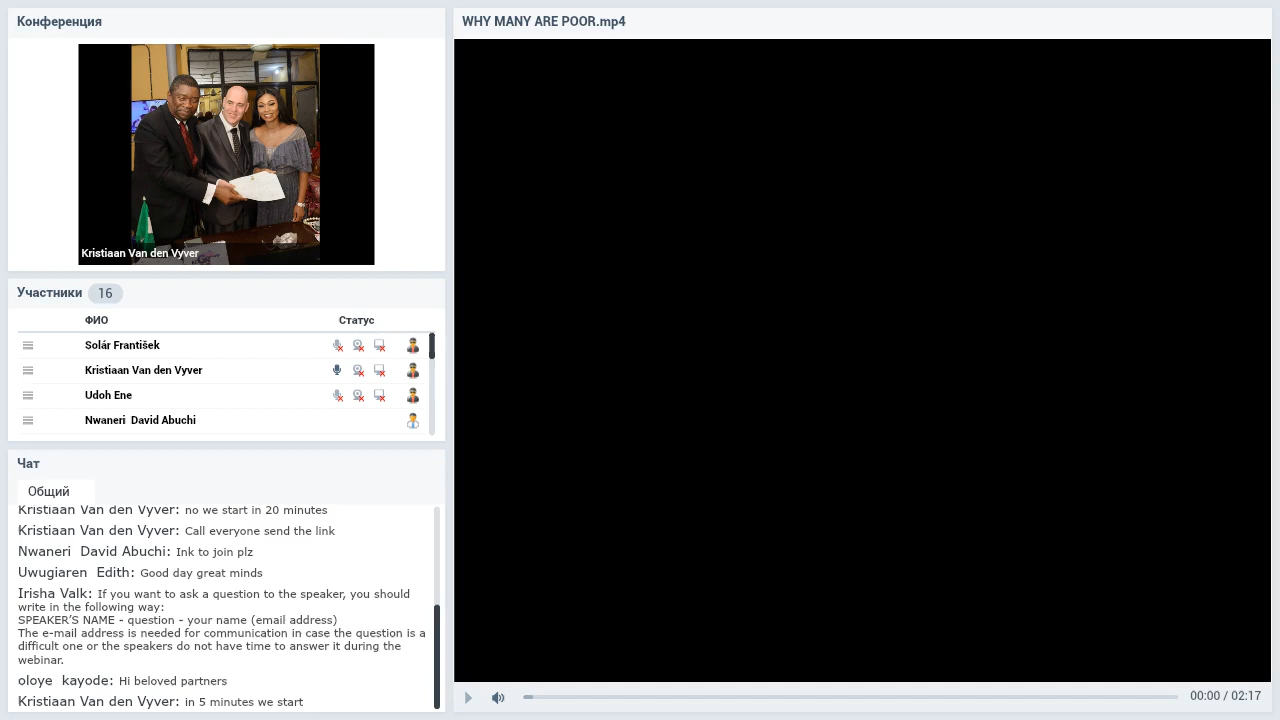 Конференция
Kristiaan Van den Vyver
Участники 16
ФИО Статус
Solár František
Kristiaan Van den Vyver
Udoh Ene
Nwaneri David Abuchi
Чат
Общий
Kristiaan Van den Vyver: no we start in 20 minutes
Kristiaan Van den Vyver: Call everyone send the link
Nwaneri David Abuchi: Ink to join plz
Uwugiaren Edith: Good day great minds
Irisha Valk: If you want to ask a question to the speaker, you should
write in the following way:
SPEAKER'S NAME - question - your name (email address)
The e-mail address is needed for communication in case the question is a
difficult one or the speakers do not have time to answer it during the
webinar.
oloye kayode: Hi beloved partners
Kristiaan Van den Vyver: in 5 minutes we start
WHY MANY ARE POOR.mp4
00:00 / 02:17